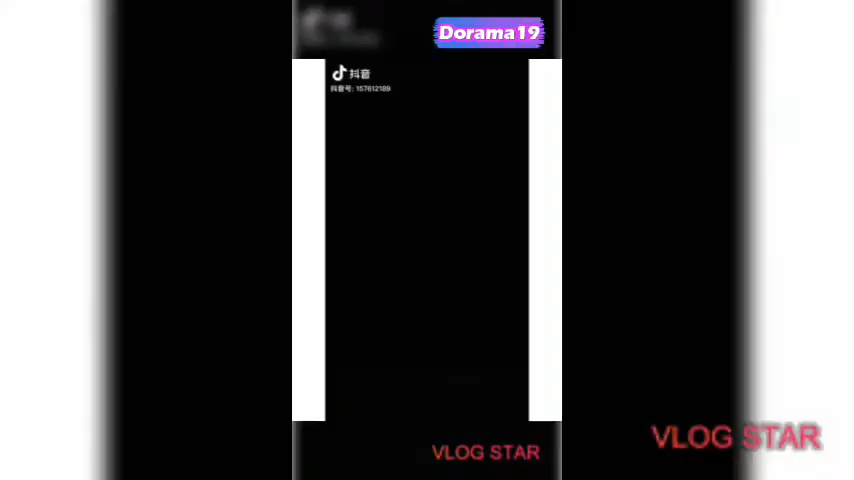 Dorama19
抖音
抖音号: 157612189
VLOG STAR
VLOG STAR